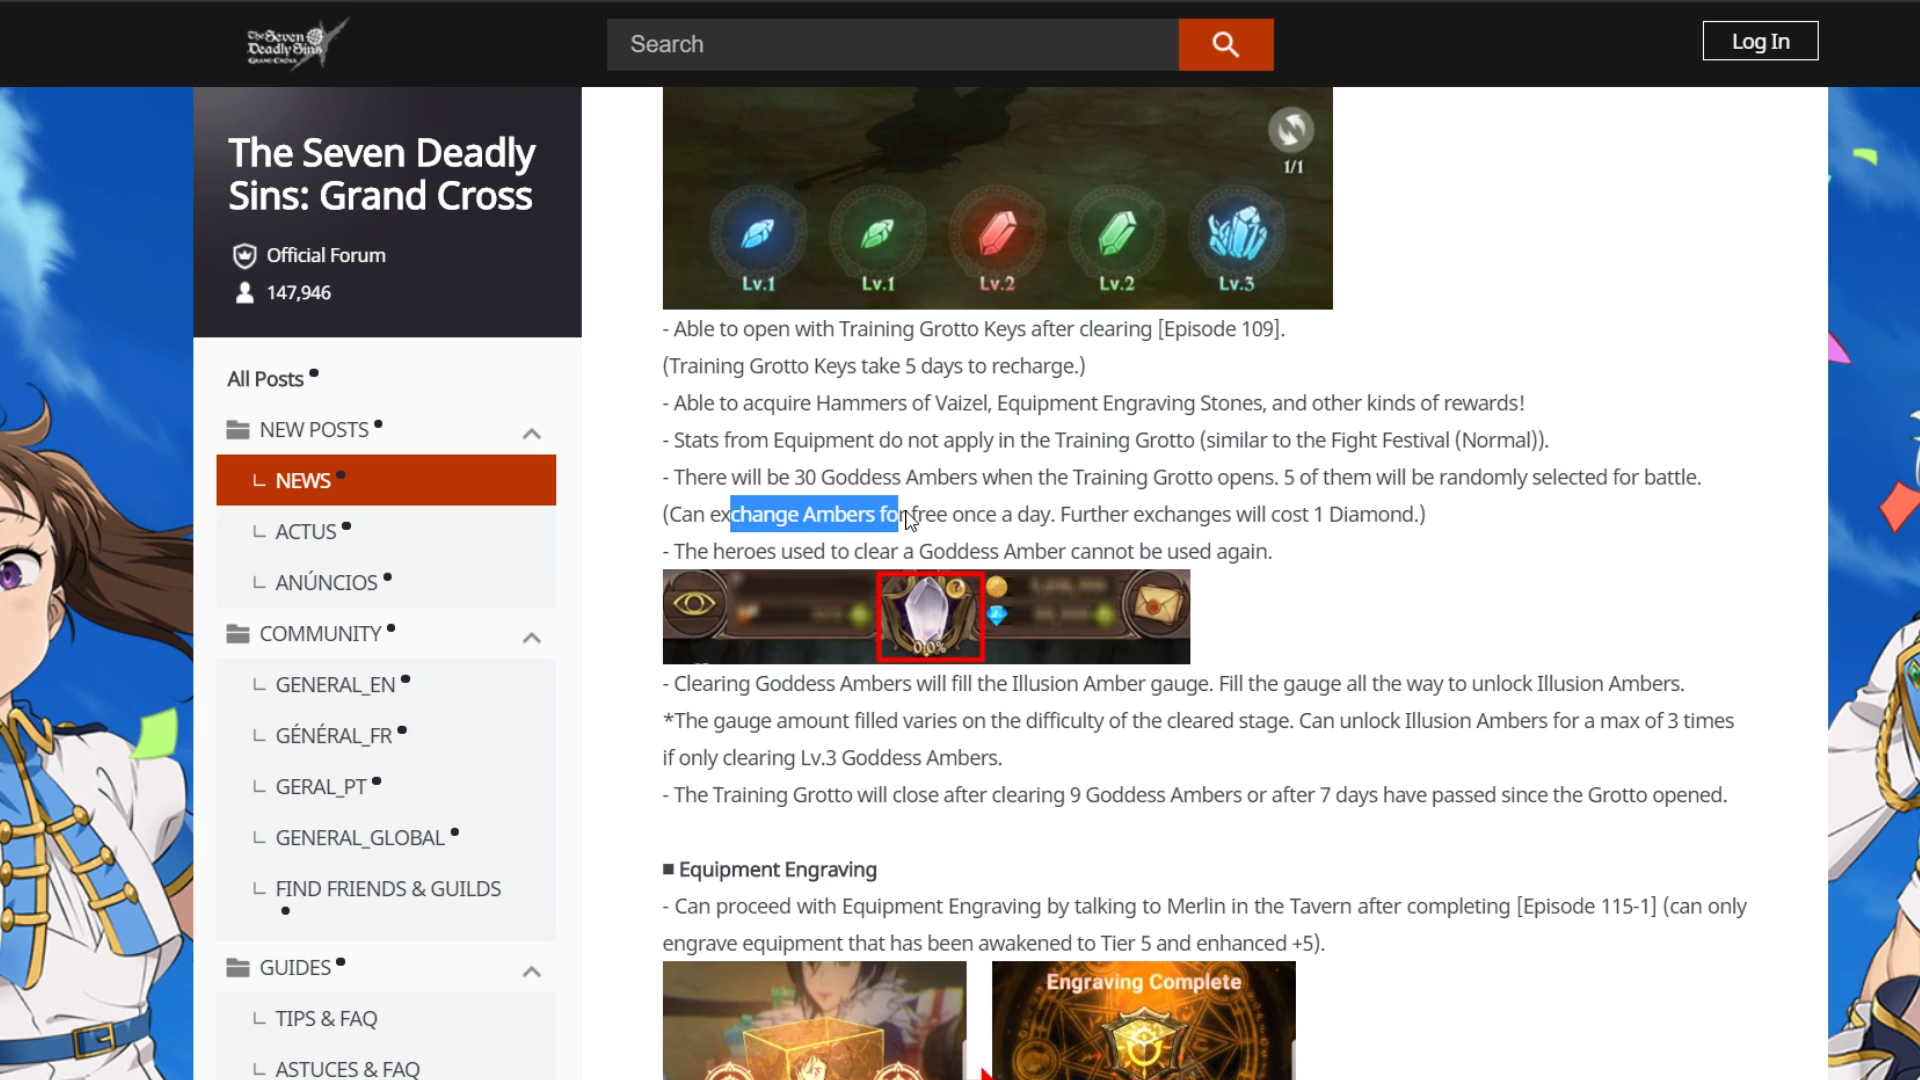 The Seven
Deadly Sins
GRAND CROSS
Search
Log In
The Seven Deadly
Sins: Grand Cross
Official Forum
147,946
All Posts
NEW POSTS
NEWS
ACTUS
ANÚNCIOS
COMMUNITY
GENERAL_EN
GÉNÉRAL_FR
GERAL_PT
GENERAL_GLOBAL
FIND FRIENDS & GUILDS
GUIDES
TIPS & FAQ
ASTUCES & FAQ
1/1
Lv.1 Lv.1 Lv.2 Lv.2 Lv.3
- Able to open with Training Grotto Keys after clearing [Episode 109].
(Training Grotto Keys take 5 days to recharge.)
- Able to acquire Hammers of Vaizel, Equipment Engraving Stones, and other kinds of rewards!
- Stats from Equipment do not apply in the Training Grotto (similar to the Fight Festival (Normal)).
- There will be 30 Goddess Ambers when the Training Grotto opens. 5 of them will be randomly selected for battle.
(Can exchange Ambers for free once a day. Further exchanges will cost 1 Diamond.)
- The heroes used to clear a Goddess Amber cannot be used again.
?
0.0%
- Clearing Goddess Ambers will fill the Illusion Amber gauge. Fill the gauge all the way to unlock Illusion Ambers.
*The gauge amount filled varies on the difficulty of the cleared stage. Can unlock Illusion Ambers for a max of 3 times
if only clearing Lv.3 Goddess Ambers.
- The Training Grotto will close after clearing 9 Goddess Ambers or after 7 days have passed since the Grotto opened.
■ Equipment Engraving
- Can proceed with Equipment Engraving by talking to Merlin in the Tavern after completing [Episode 115-1] (can only
engrave equipment that has been awakened to Tier 5 and enhanced +5).
Engraving Complete